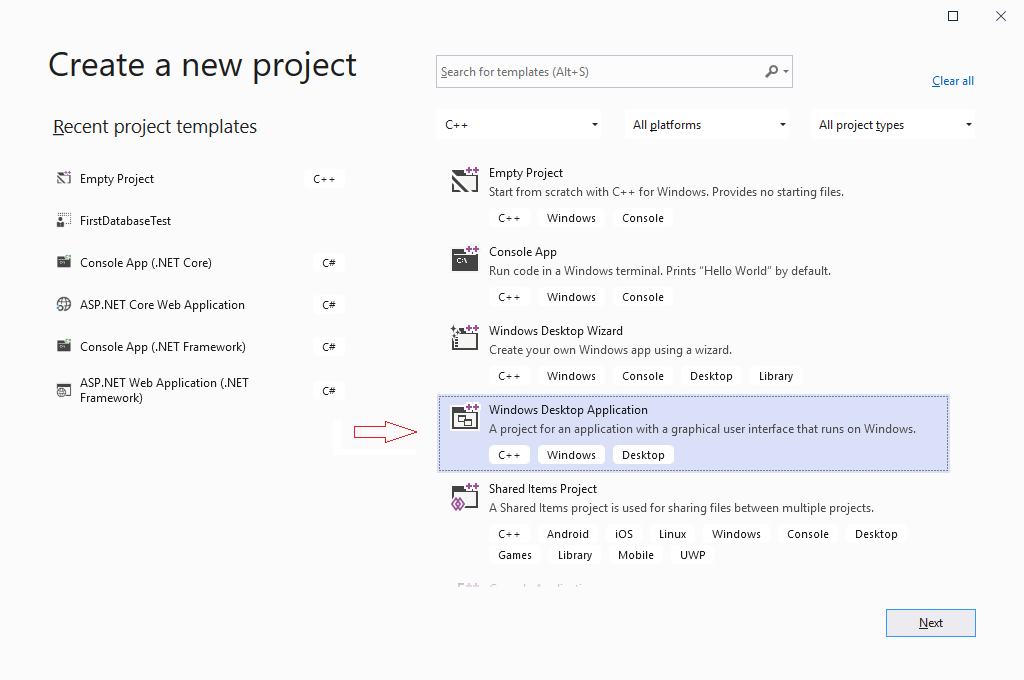 Create a new project
Search for templates (Alt+S)
Clear all
Recent project templates
C++
All platforms
All project types
Empty Project
C++
FirstDatabaseTest
Console App (.NET Core)
C#
ASP.NET Core Web Application
C#
Console App (.NET Framework)
C#
ASP.NET Web Application (.NET
Framework)
C#
Empty Project
Start from scratch with C++ for Windows. Provides no starting files.
C++ Windows Console
Console App
Run code in a Windows terminal. Prints "Hello World" by default.
C++ Windows Console
Windows Desktop Wizard
Create your own Windows app using a wizard.
C++ Windows Console Desktop Library
Windows Desktop Application
A project for an application with a graphical user interface that runs on Windows.
C++ Windows Desktop
Shared Items Project
A Shared Items project is used for sharing files between multiple projects.
C++ Android iOS Linux Windows Console Desktop
Games Library Mobile UWP
Next